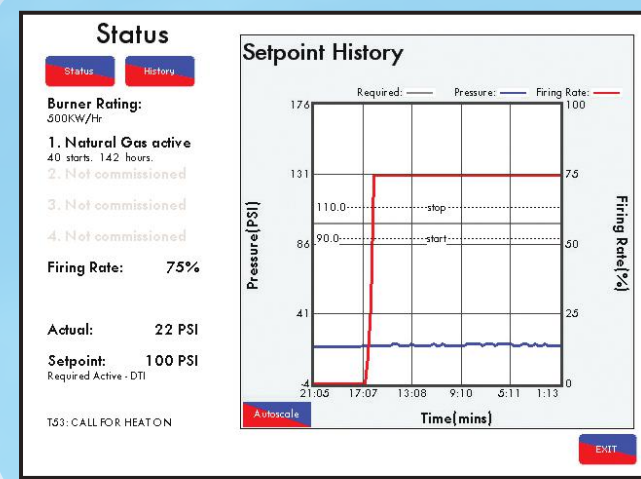 Status
Status
History
Burner Rating:
500KW/Hr
1. Natural Gas active
40 starts. 142 hours.
2. Not commissioned
3. Not commissioned
4. Not commissioned
Firing Rate: 75%
Actual: 22 PSI
Setpoint: 100 PSI
Required Active - DTI
T53: CALL FOR HEAT ON
Setpoint History
Required: Pressure: Firing Rate:
176 100
131 75
110.0 stop
90.0 start
86 50
41 25
-4 0
Pressure(PSI)
Firing Rate(%)
21:05 17:07 13:08 9:10 5:11 1:13
Autoscale
Time(mins)
EXIT